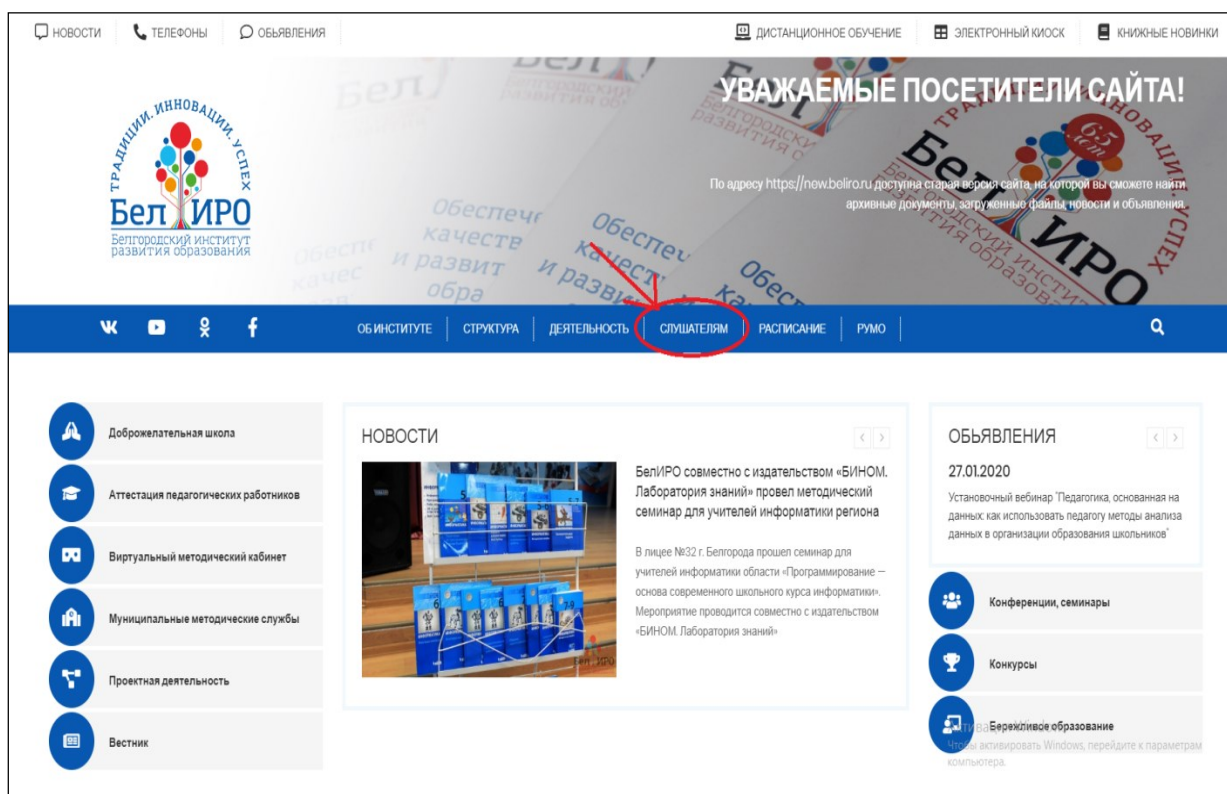 НОВОСТИ
ТЕЛЕФОНЫ
ОБЬЯВЛЕНИЯ
ДИСТАНЦИОННОЕ ОБУЧЕНИЕ
ЭЛЕКТРОННЫЙ КИОСК
КНИЖНЫЕ НОВИНКИ
ТРАДИЦИИ. ИННОВАЦИИ. УСПЕХ
БелИРО
Белгородский институт
развития образования
УВАЖАЕМЫЕ ПОСЕТИТЕЛИ САЙТА!
По адресу https://new.beliro.ru доступна старая версия сайта, на которой вы сможете найти
архивные документы, загруженные файлы, новости и объявления.
65 лет
БелИРО
ОБ ИНСТИТУТЕ
СТРУКТУРА
ДЕЯТЕЛЬНОСТЬ
СЛУШАТЕЛЯМ
РАСПИСАНИЕ
РУМО
Доброжелательная школа
Аттестация педагогических работников
Виртуальный методический кабинет
Муниципальные методические службы
Проектная деятельность
Вестник
НОВОСТИ
БелИРО совместно с издательством «БИНОМ.
Лаборатория знаний» провел методический
семинар для учителей информатики региона
В лицее №32 г. Белгорода прошел семинар для
учителей информатики области «Программирование –
основа современного школьного курса информатики».
Мероприятие проводится совместно с издательством
«БИНОМ. Лаборатория знаний»
ОБЬЯВЛЕНИЯ
27.01.2020
Установочный вебинар "Педагогика, основанная на
данных: как использовать педагогу методы анализа
данных в организации образования школьников"
Конференции, семинары
Конкурсы
Бережливое образование
Чтобы активировать Windows, перейдите к параметрам
компьютера.